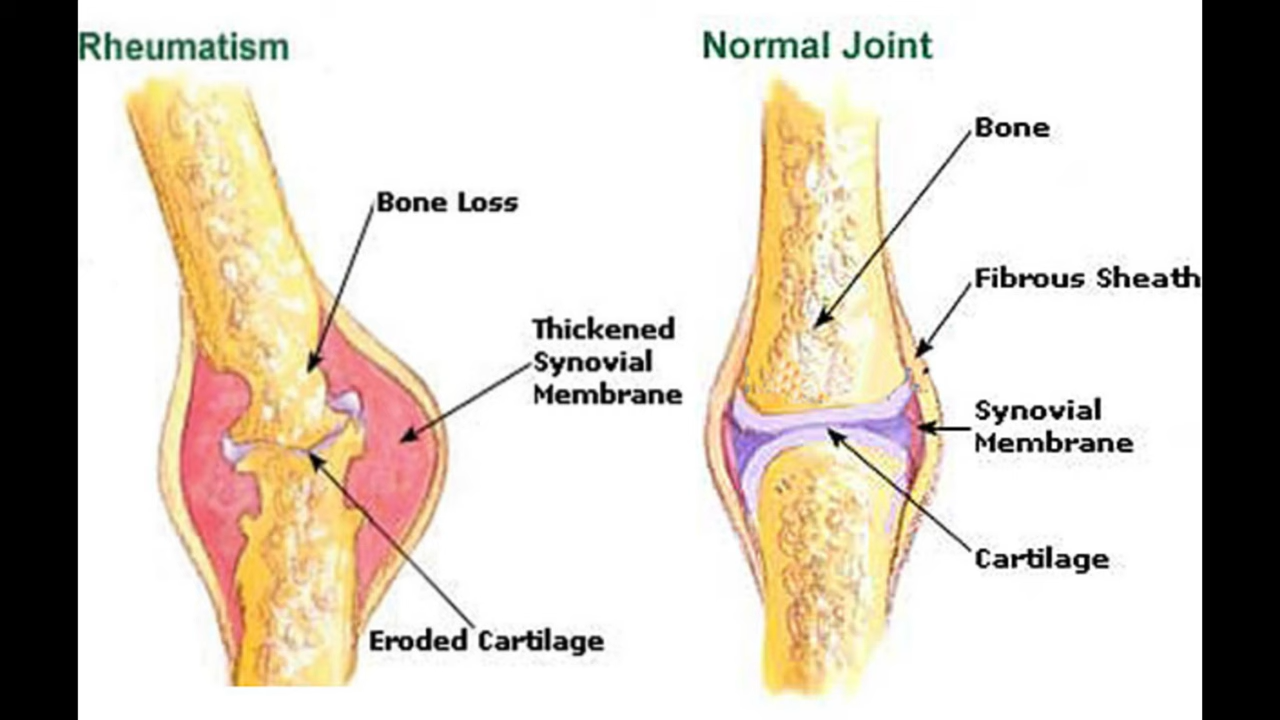 Rheumatism
Bone Loss
Thickened
Synovial
Membrane
Eroded Cartilage
Normal Joint
Bone
Fibrous Sheath
Synovial
Membrane
Cartilage